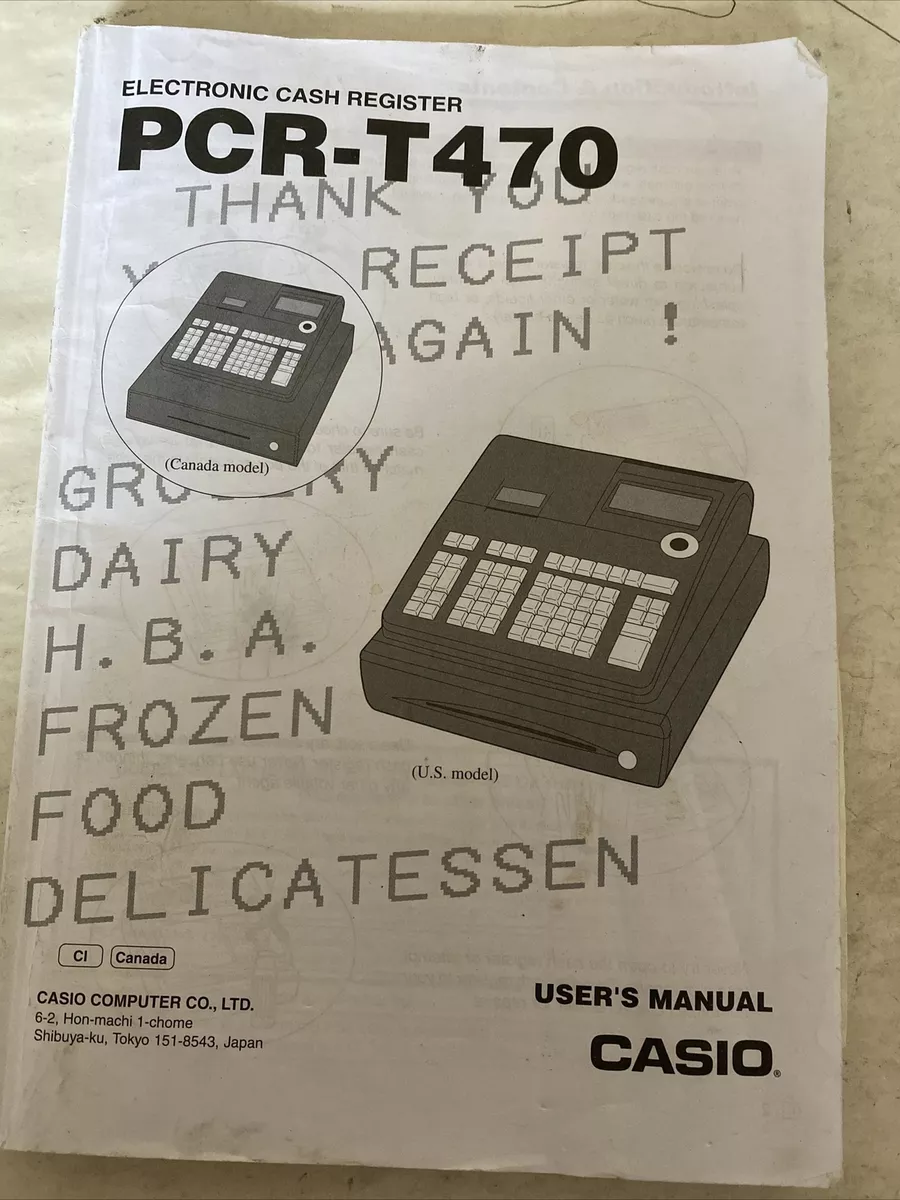 ELECTRONIC CASH REGISTER
PCR-T470
THANK YOU
RECEIPT
AGAIN !
(Canada model)
GROCERY
DAIRY
H.B.A.
FROZEN
(U.S. model)
FOOD
DELICATESSEN
CI Canada
CASIO COMPUTER CO., LTD.
6-2, Hon-machi 1-chome
Shibuya-ku, Tokyo 151-8543, Japan
USER'S MANUAL
CASIO®